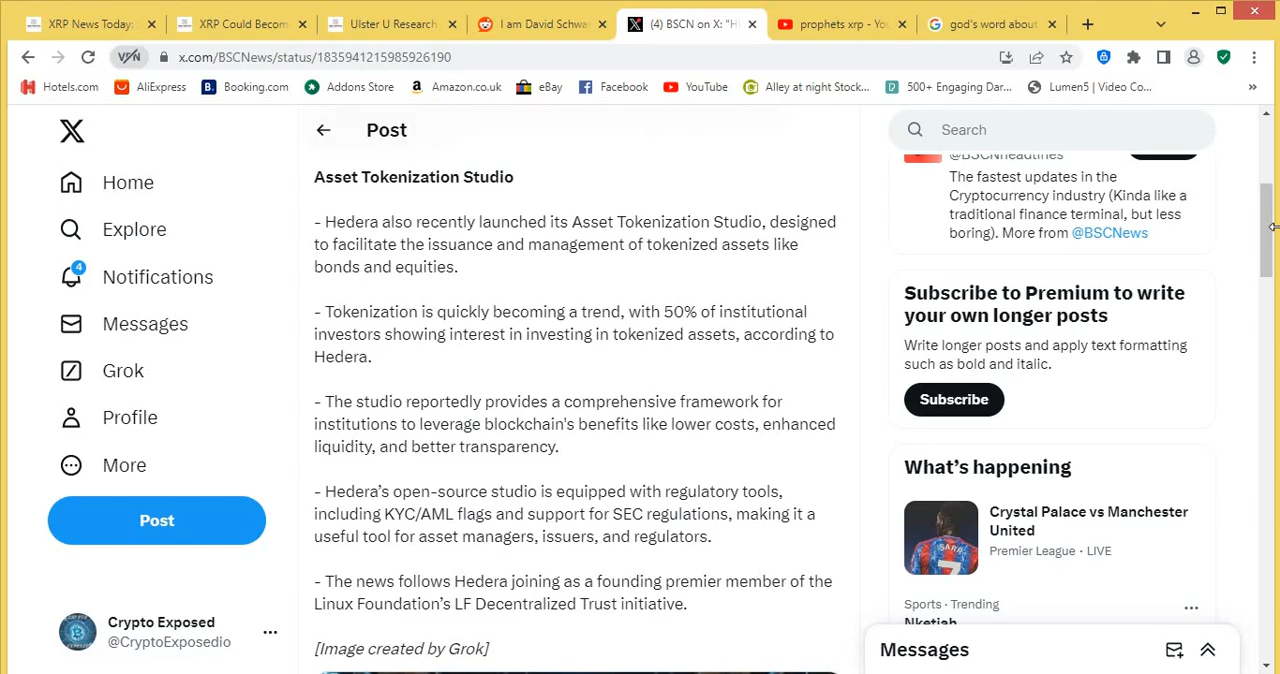 XRP News Today:
XRP Could Becom
Ulster U Research
I am David Schwa
(4) BSCN on X: "H
prophets xrp - Yo
god's word about
VPN
x.com/BSCNews/status/1835941215985926190
Hotels.com
AliExpress
Booking.com
Addons Store
Amazon.co.uk
eBay
Facebook
YouTube
Alley at night Stock...
500+ Engaging Dar...
Lumen5 | Video Co...
»
Post
Search
Home
Explore
4
Notifications
Messages
Grok
Profile
More
Post
Crypto Exposed
@CryptoExposedio
Asset Tokenization Studio
- Hedera also recently launched its Asset Tokenization Studio, designed
to facilitate the issuance and management of tokenized assets like
bonds and equities.
- Tokenization is quickly becoming a trend, with 50% of institutional
investors showing interest in investing in tokenized assets, according to
Hedera.
- The studio reportedly provides a comprehensive framework for
institutions to leverage blockchain's benefits like lower costs, enhanced
liquidity, and better transparency.
- Hedera's open-source studio is equipped with regulatory tools,
including KYC/AML flags and support for SEC regulations, making it a
useful tool for asset managers, issuers, and regulators.
- The news follows Hedera joining as a founding premier member of the
Linux Foundation's LF Decentralized Trust initiative.
[Image created by Grok]
@BSCNheadlines
The fastest updates in the
Cryptocurrency industry (Kinda like a
traditional finance terminal, but less
boring). More from @BSCNews
Subscribe to Premium to write
your own longer posts
Write longer posts and apply text formatting
such as bold and italic.
Subscribe
What's happening
Crystal Palace vs Manchester
United
Premier League · LIVE
Sports · Trending
Nketiah
Messages